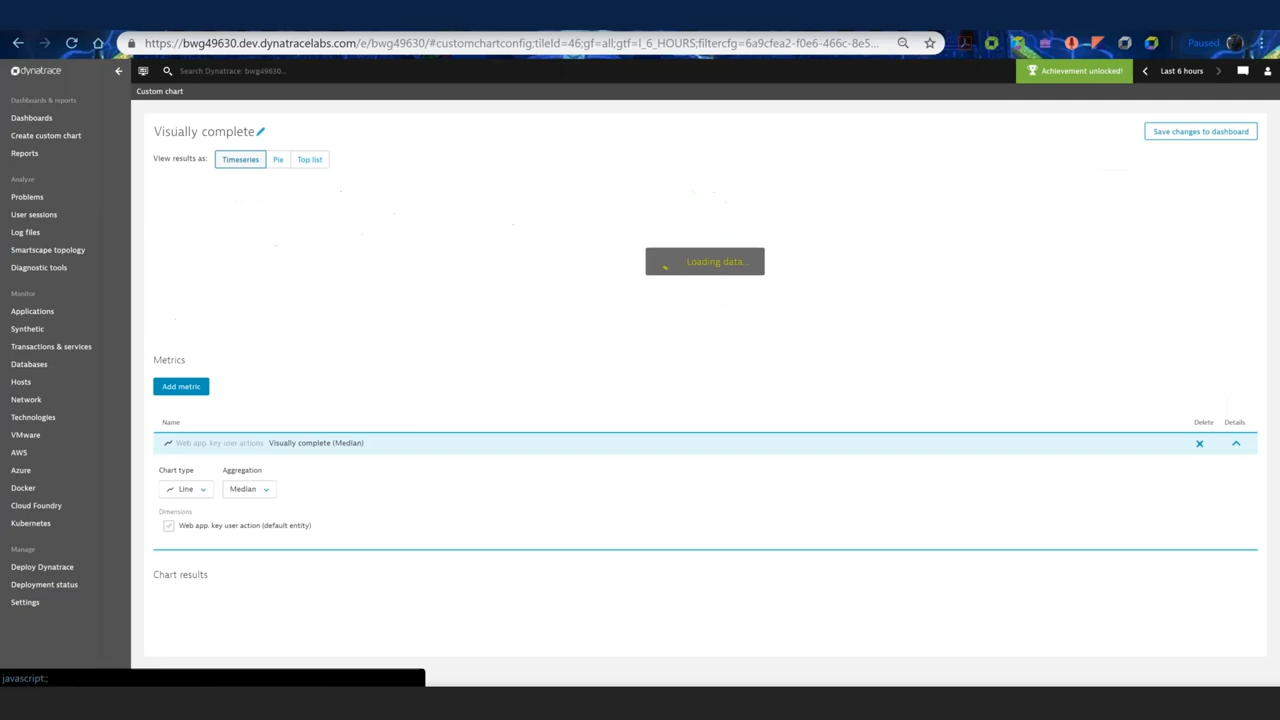 https://bwg49630.dev.dynatracelabs.com/e/bwg49630/#customchartconfig;tileId=46;gf=all;gtf=l_6_HOURS;filtercfg=6a9cfea2-f0e6-466c-8e5...
Paused
dynatrace
Search Dynatrace: bwg49630...
Achievement unlocked!
Last 6 hours
Custom chart
Dashboards & reports
Dashboards
Create custom chart
Reports
Analyze
Problems
User sessions
Log files
Smartscape topology
Diagnostic tools
Monitor
Applications
Synthetic
Transactions & services
Databases
Hosts
Network
Technologies
VMware
AWS
Azure
Docker
Cloud Foundry
Kubernetes
Manage
Deploy Dynatrace
Deployment status
Settings
Visually complete
Save changes to dashboard
View results as: Timeseries Pie Top list
Loading data...
Metrics
Add metric
Name Delete Details
Web app. key user actions Visually complete (Median)
Chart type Aggregation
Line Median
Dimensions
Web app. key user action (default entity)
Chart results
javascript:;